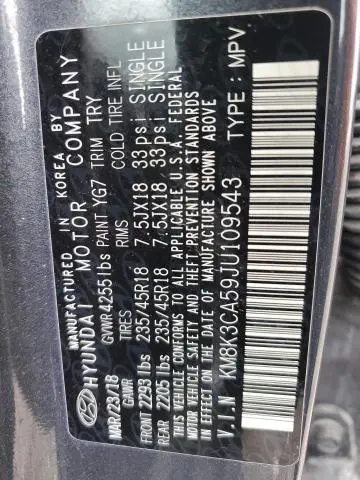 MANUFACTURED IN KOREA BY
HYUNDAI MOTOR COMPANY
GVWR 4255lbs PAINT YG7 TRIM TRY
MAR/23/18 GAWR TIRES RIMS COLD TIRE INFL
FRONT 2293 lbs 235/45R18 7.5JX18 33psi SINGLE
REAR 2205 lbs 235/45R18 7.5JX18 33psi SINGLE
THIS VEHICLE CONFORMS TO ALL APPLICABLE U.S.A. FEDERAL
MOTOR VEHICLE SAFETY AND THEFT PREVENTION STANDARDS
IN EFFECT ON THE DATE OF MANUFACTURE SHOWN ABOVE
V.I.N : KM8K3CA59JU109543
TYPE : MPV